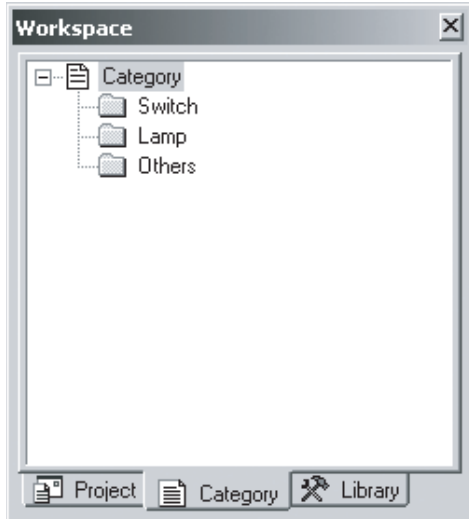 Workspace
Category
Switch
Lamp
Others
Project Category Library